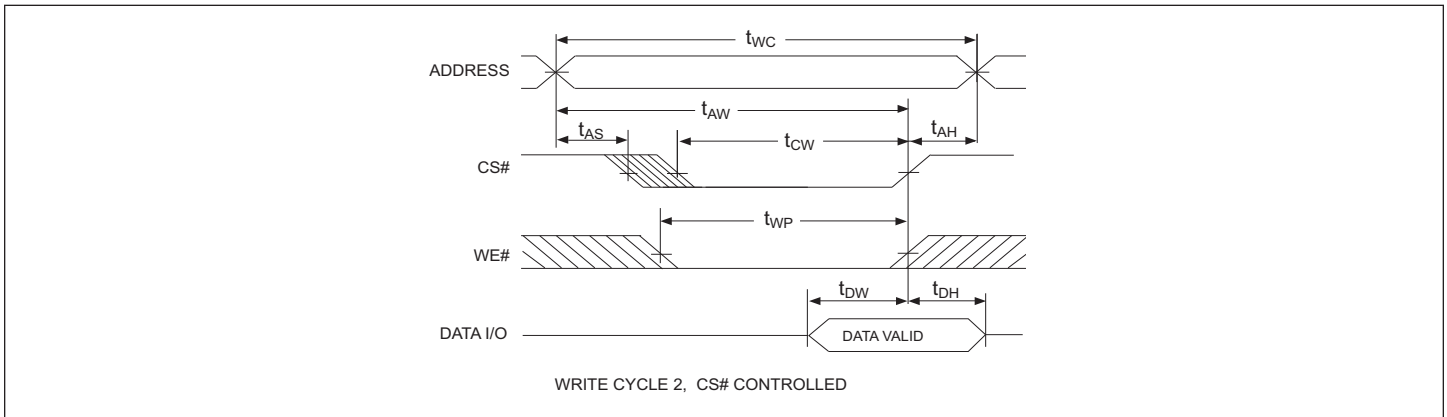 tWC
ADDRESS
tAW
tAS
tCW
tAH
CS#
tWP
WE#
tDW
tDH
DATA I/O
DATA VALID
WRITE CYCLE 2, CS# CONTROLLED